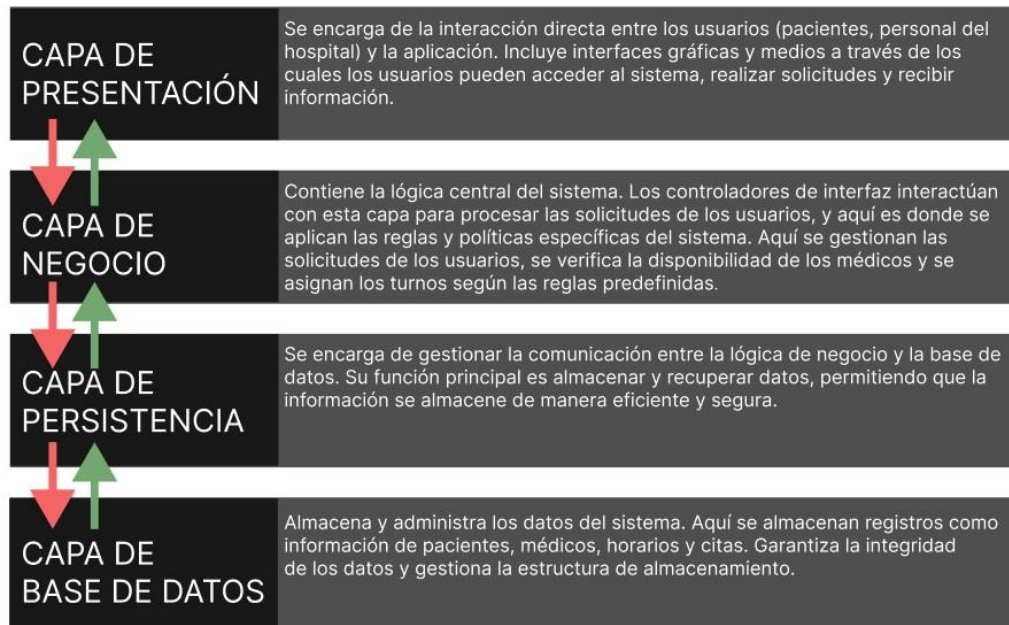 CAPA DE
PRESENTACIÓN
Se encarga de la interacción directa entre los usuarios (pacientes, personal del
hospital) y la aplicación. Incluye interfaces gráficas y medios a través de los
cuales los usuarios pueden acceder al sistema, realizar solicitudes y recibir
información.
CAPA DE
NEGOCIO
Contiene la lógica central del sistema. Los controladores de interfaz interactúan
con esta capa para procesar las solicitudes de los usuarios, y aquí es donde se
aplican las reglas y políticas específicas del sistema. Aquí se gestionan las
solicitudes de los usuarios, se verifica la disponibilidad de los médicos y se
asignan los turnos según las reglas predefinidas.
CAPA DE
PERSISTENCIA
Se encarga de gestionar la comunicación entre la lógica de negocio y la base de
datos. Su función principal es almacenar y recuperar datos, permitiendo que la
información se almacene de manera eficiente y segura.
CAPA DE
BASE DE DATOS
Almacena y administra los datos del sistema. Aquí se almacenan registros como
información de pacientes, médicos, horarios y citas. Garantiza la integridad
de los datos y gestiona la estructura de almacenamiento.